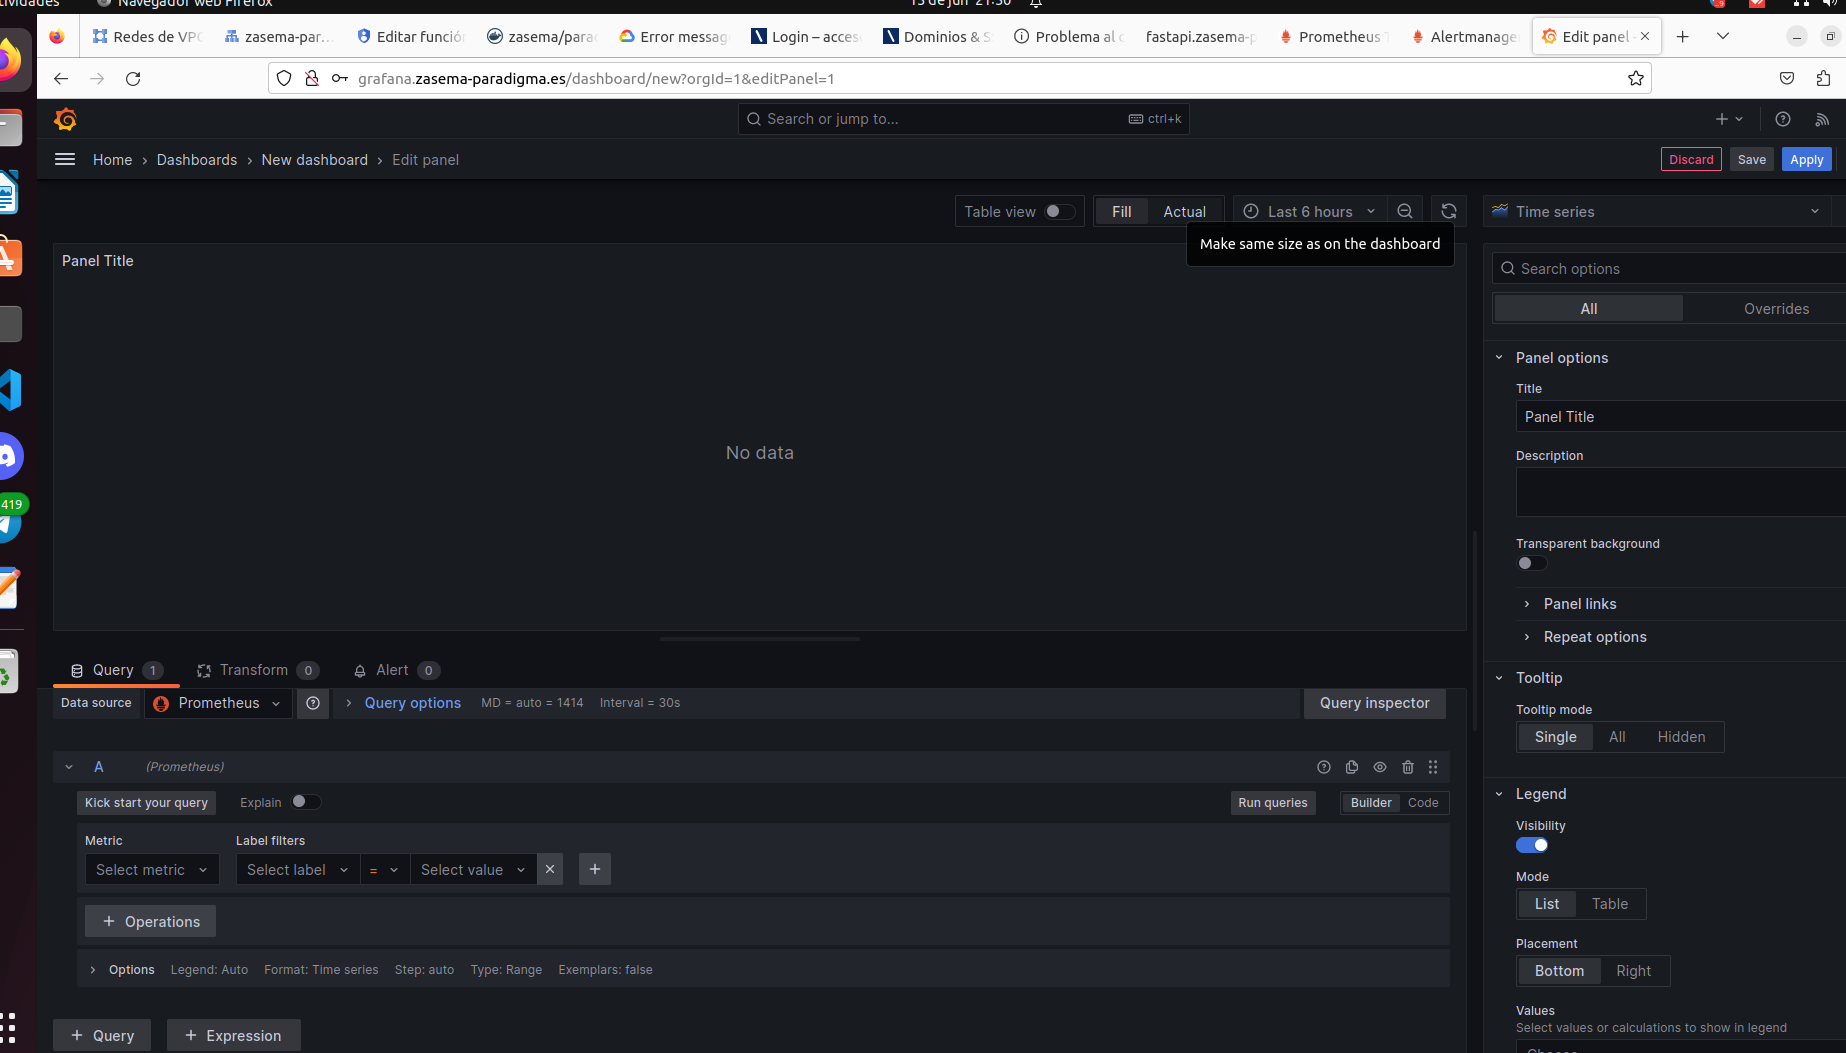 Navegador web Firefox
Redes de VPC
zasema-par...
Editar funció
zasema/para
Error messag
Login – acces
Dominios & S
Problema al c
fastapi.zasema-p
Prometheus T
Alertmanage
Edit panel -
grafana.zasema-paradigma.es/dashboard/new?orgId=1&editPanel=1
Search or jump to...
ctrl+k
Home › Dashboards › New dashboard › Edit panel
Discard
Save
Apply
Table view
Fill
Actual
Last 6 hours
Time series
Make same size as on the dashboard
Panel Title
No data
Search options
All
Overrides
Panel options
Title
Panel Title
Description
Transparent background
Panel links
Repeat options
Tooltip
Tooltip mode
Single
All
Hidden
Legend
Visibility
Mode
List
Table
Placement
Bottom
Right
Values
Select values or calculations to show in legend
Query 1
Transform 0
Alert 0
Data source
Prometheus
Query options
MD = auto = 1414
Interval = 30s
Query inspector
A
(Prometheus)
Kick start your query
Explain
Run queries
Builder
Code
Metric
Label filters
Select metric
Select label
=
Select value
+ Operations
Options
Legend: Auto
Format: Time series
Step: auto
Type: Range
Exemplars: false
+ Query
+ Expression
419